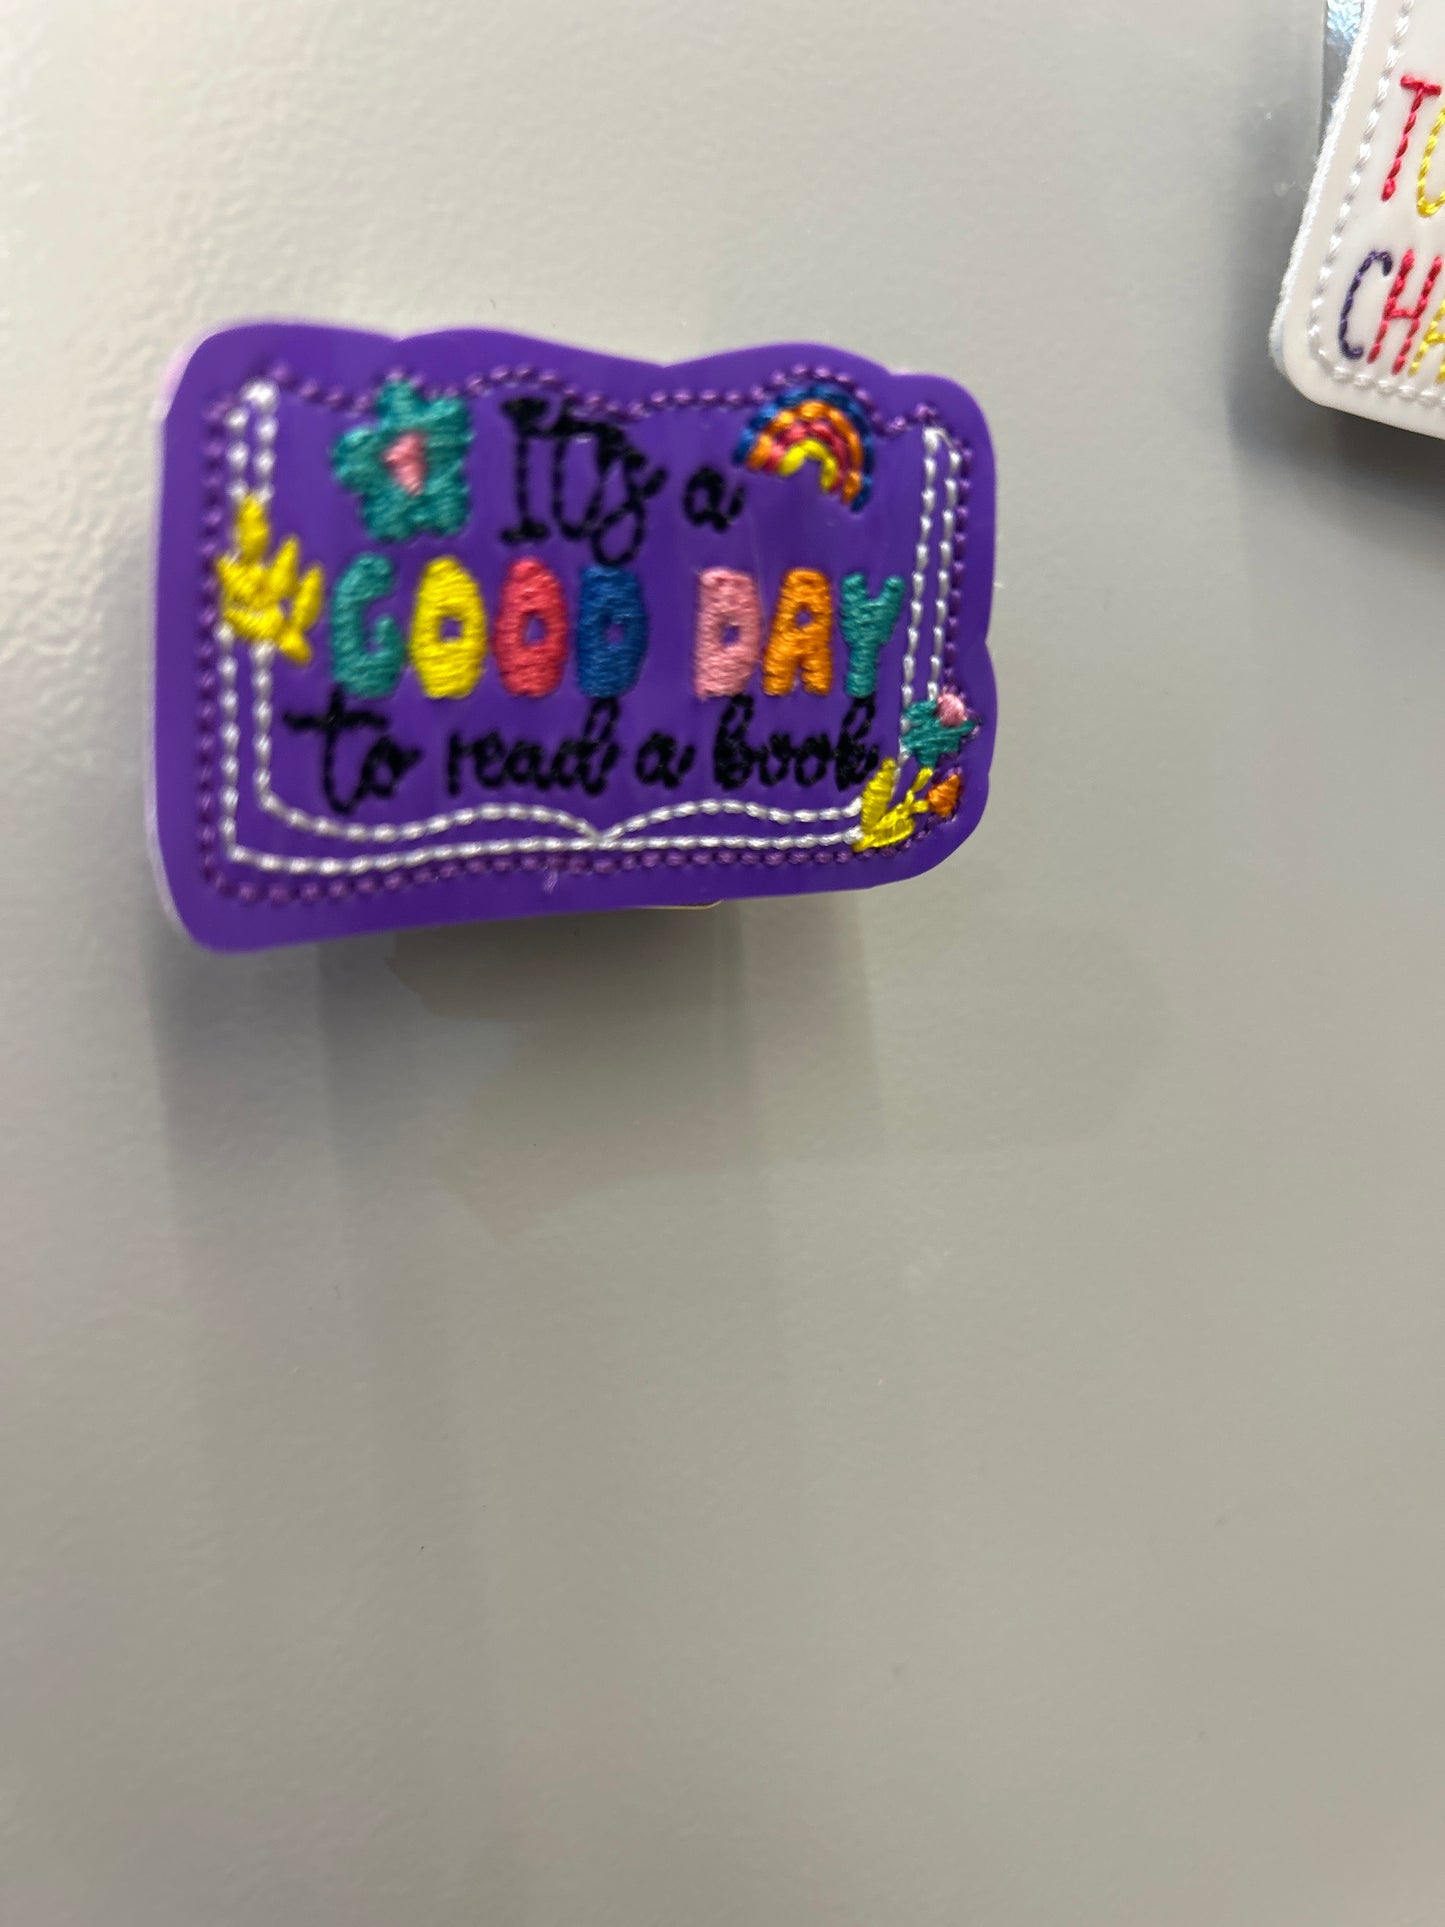 It's a
GOOD DAY
to read a book